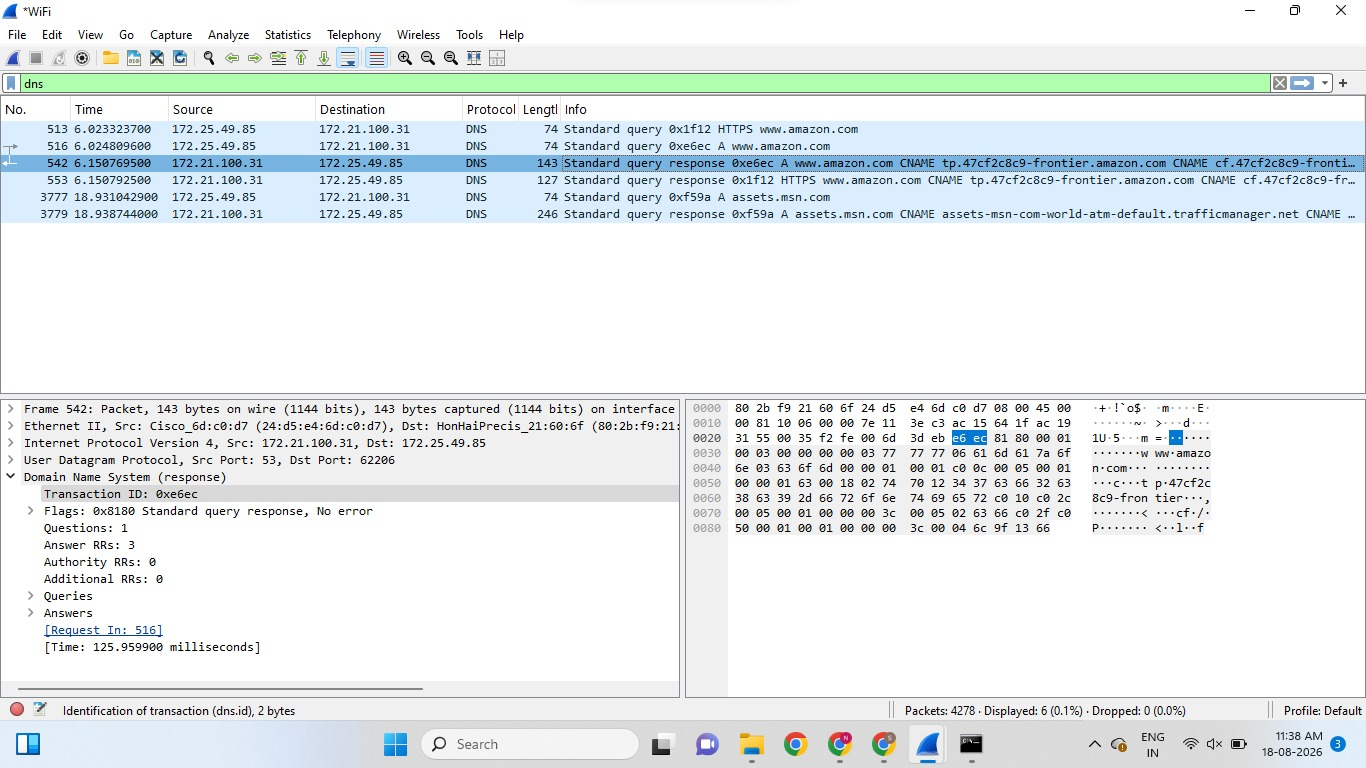 *WiFi
File Edit View Go Capture Analyze Statistics Telephony Wireless Tools Help
dns
No. Time Source Destination Protocol Lengtl Info
513 6.023323700 172.25.49.85 172.21.100.31 DNS 74 Standard query 0x1f12 HTTPS www.amazon.com
516 6.024809600 172.25.49.85 172.21.100.31 DNS 74 Standard query 0xe6ec A www.amazon.com
542 6.150769500 172.21.100.31 172.25.49.85 DNS 143 Standard query response 0xe6ec A www.amazon.com CNAME tp.47cf2c8c9-frontier.amazon.com CNAME cf.47cf2c8c9-fronti…
553 6.150792500 172.21.100.31 172.25.49.85 DNS 127 Standard query response 0x1f12 HTTPS www.amazon.com CNAME tp.47cf2c8c9-frontier.amazon.com CNAME cf.47cf2c8c9-fr…
3777 18.931042900 172.25.49.85 172.21.100.31 DNS 74 Standard query 0xf59a A assets.msn.com
3779 18.938744000 172.21.100.31 172.25.49.85 DNS 246 Standard query response 0xf59a A assets.msn.com CNAME assets-msn-com-world-atm-default.trafficmanager.net CNAME …
Frame 542: Packet, 143 bytes on wire (1144 bits), 143 bytes captured (1144 bits) on interface
Ethernet II, Src: Cisco_6d:c0:d7 (24:d5:e4:6d:c0:d7), Dst: HonHaiPrecis_21:60:6f (80:2b:f9:21:
Internet Protocol Version 4, Src: 172.21.100.31, Dst: 172.25.49.85
User Datagram Protocol, Src Port: 53, Dst Port: 62206
Domain Name System (response)
Transaction ID: 0xe6ec
Flags: 0x8180 Standard query response, No error
Questions: 1
Answer RRs: 3
Authority RRs: 0
Additional RRs: 0
Queries
Answers
[Request In: 516]
[Time: 125.959900 milliseconds]
0000 80 2b f9 21 60 6f 24 d5 e4 6d c0 d7 08 00 45 00 ·+·!`o$· ·m····E·
0010 00 81 10 06 00 00 7e 11 3e c3 ac 15 64 1f ac 19 ······~· >···d···
0020 31 55 00 35 f2 fe 00 6d 3d eb e6 ec 81 80 00 01 1U·5···m =·······
0030 00 03 00 00 00 00 03 77 77 77 06 61 6d 61 7a 6f ·······w ww·amazo
0040 6e 03 63 6f 6d 00 00 01 00 01 c0 0c 00 05 00 01 n·com··· ········
0050 00 00 01 63 00 18 02 74 70 12 34 37 63 66 32 63 ···c···t p·47cf2c
0060 38 63 39 2d 66 72 6f 6e 74 69 65 72 c0 10 c0 2c 8c9-fron tier···,
0070 00 05 00 01 00 00 00 3c 00 05 02 63 66 c0 2f c0 ·······< ···cf·/·
0080 50 00 01 00 01 00 00 00 3c 00 04 6c 9f 13 66 P······· <··l··f
Identification of transaction (dns.id), 2 bytes
Packets: 4278 · Displayed: 6 (0.1%) · Dropped: 0 (0.0%)
Profile: Default
Search
ENG
IN
11:38 AM
18-08-2026
3